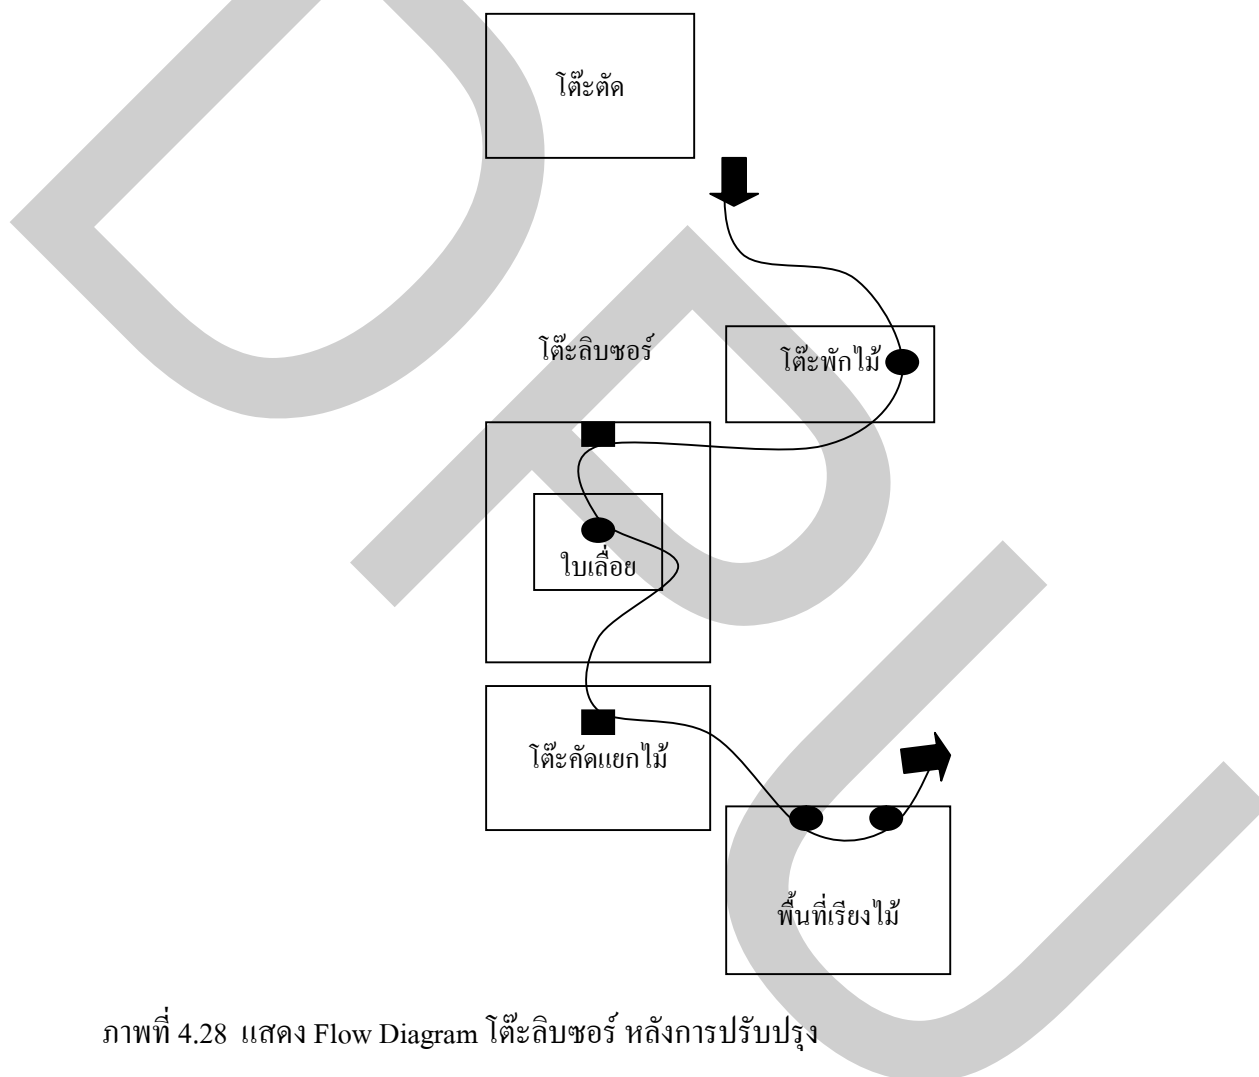 โต๊ะตัด
โต๊ะลิบซอร์
โต๊ะพักไม้
ใบเลื่อย
โต๊ะคัดแยกไม้
พื้นที่เรียงไม้
ภาพที่ 4.28 แสดง Flow Diagram โต๊ะลิบซอร์ หลังการปรับปรุง
DPU